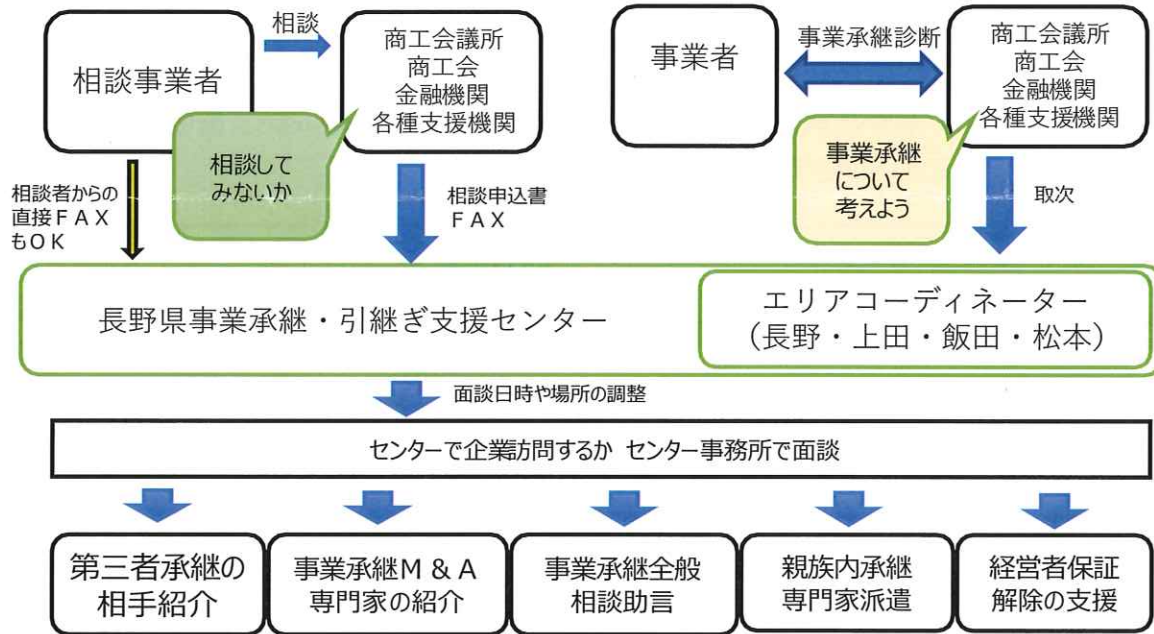 相談事業者
相談
商工会議所
商工会
金融機関
各種支援機関
相談して
みないか
相談者からの
直接ＦＡＸ
もＯＫ
相談申込書
ＦＡＸ
事業者
事業承継診断
商工会議所
商工会
金融機関
各種支援機関
事業承継
について
考えよう
取次
長野県事業承継・引継ぎ支援センター
エリアコーディネーター
（長野・上田・飯田・松本）
面談日時や場所の調整
センターで企業訪問するか センター事務所で面談
第三者承継の
相手紹介
事業承継Ｍ＆Ａ
専門家の紹介
事業承継全般
相談助言
親族内承継
専門家派遣
経営者保証
解除の支援